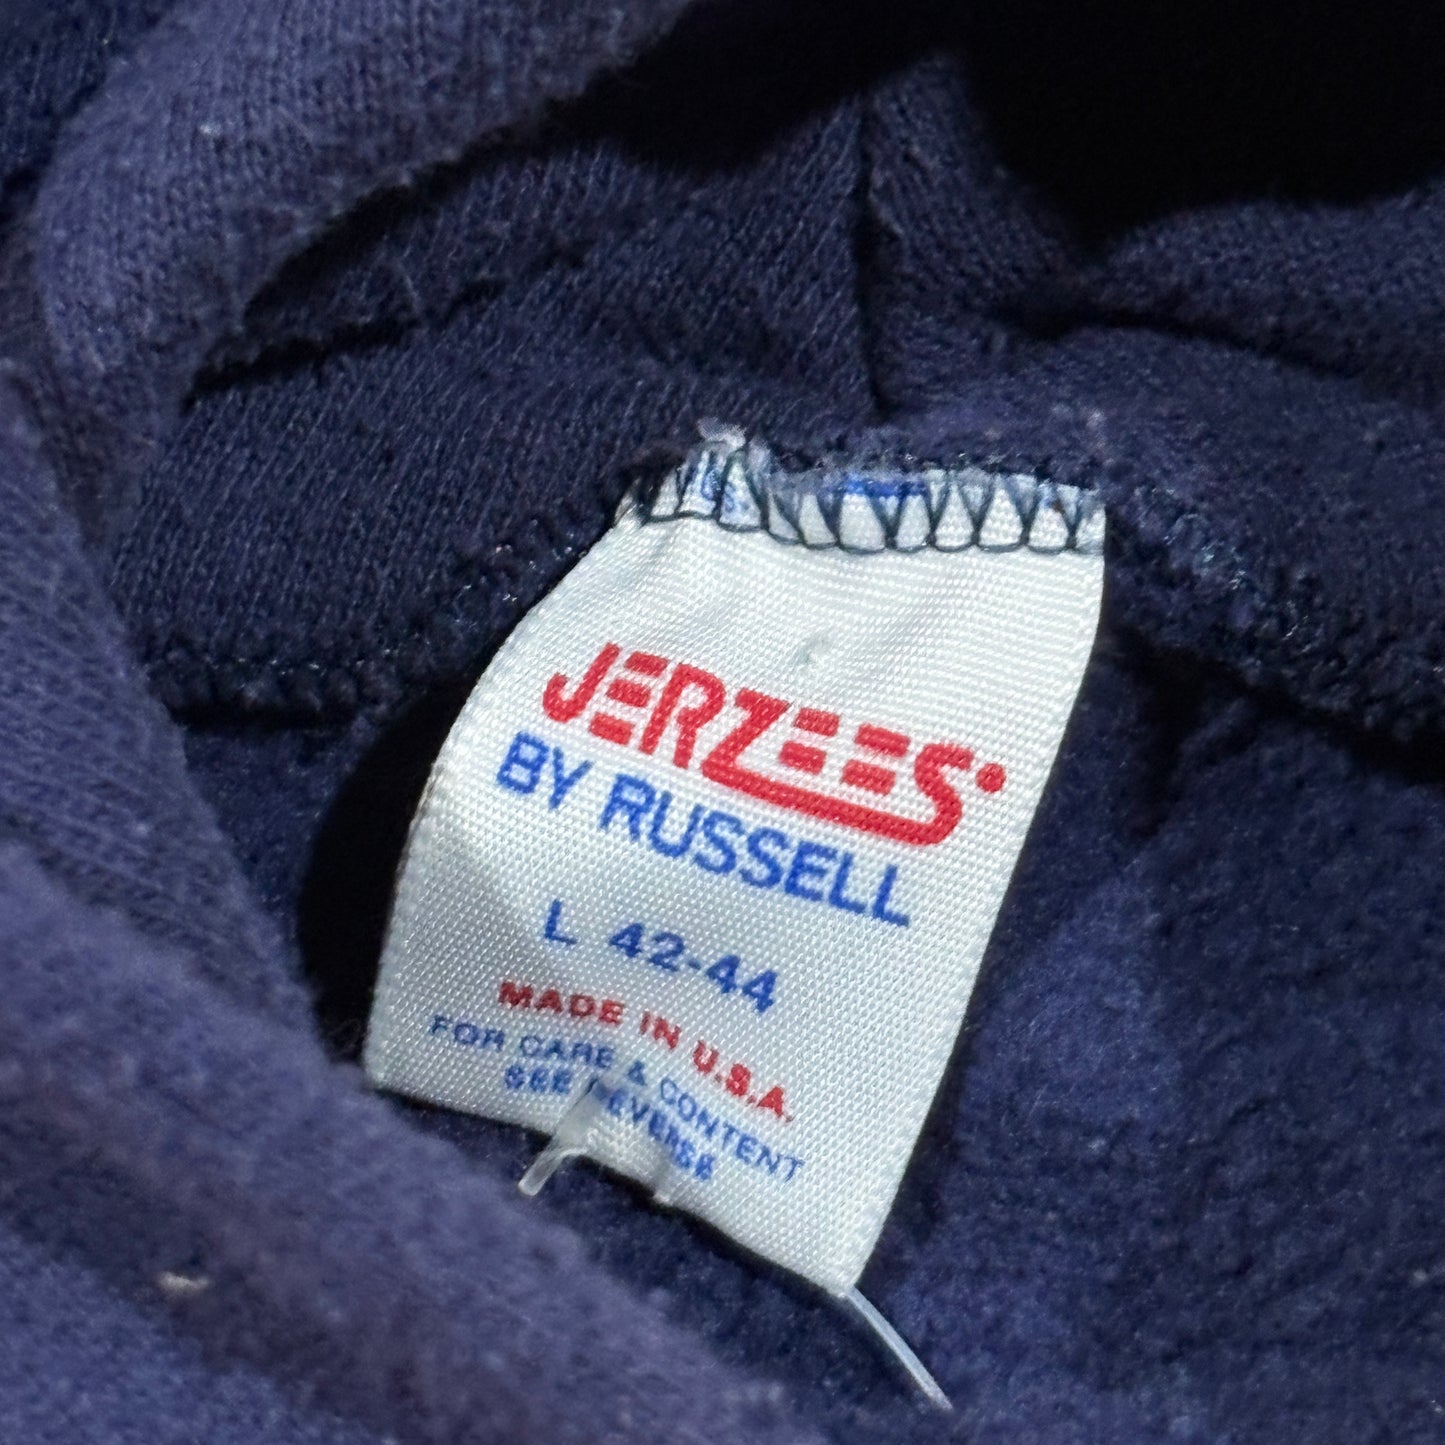 JERZEES
BY RUSSELL
L 42-44
MADE IN U.S.A.
FOR CARE & CONTENT
SEE REVERSE